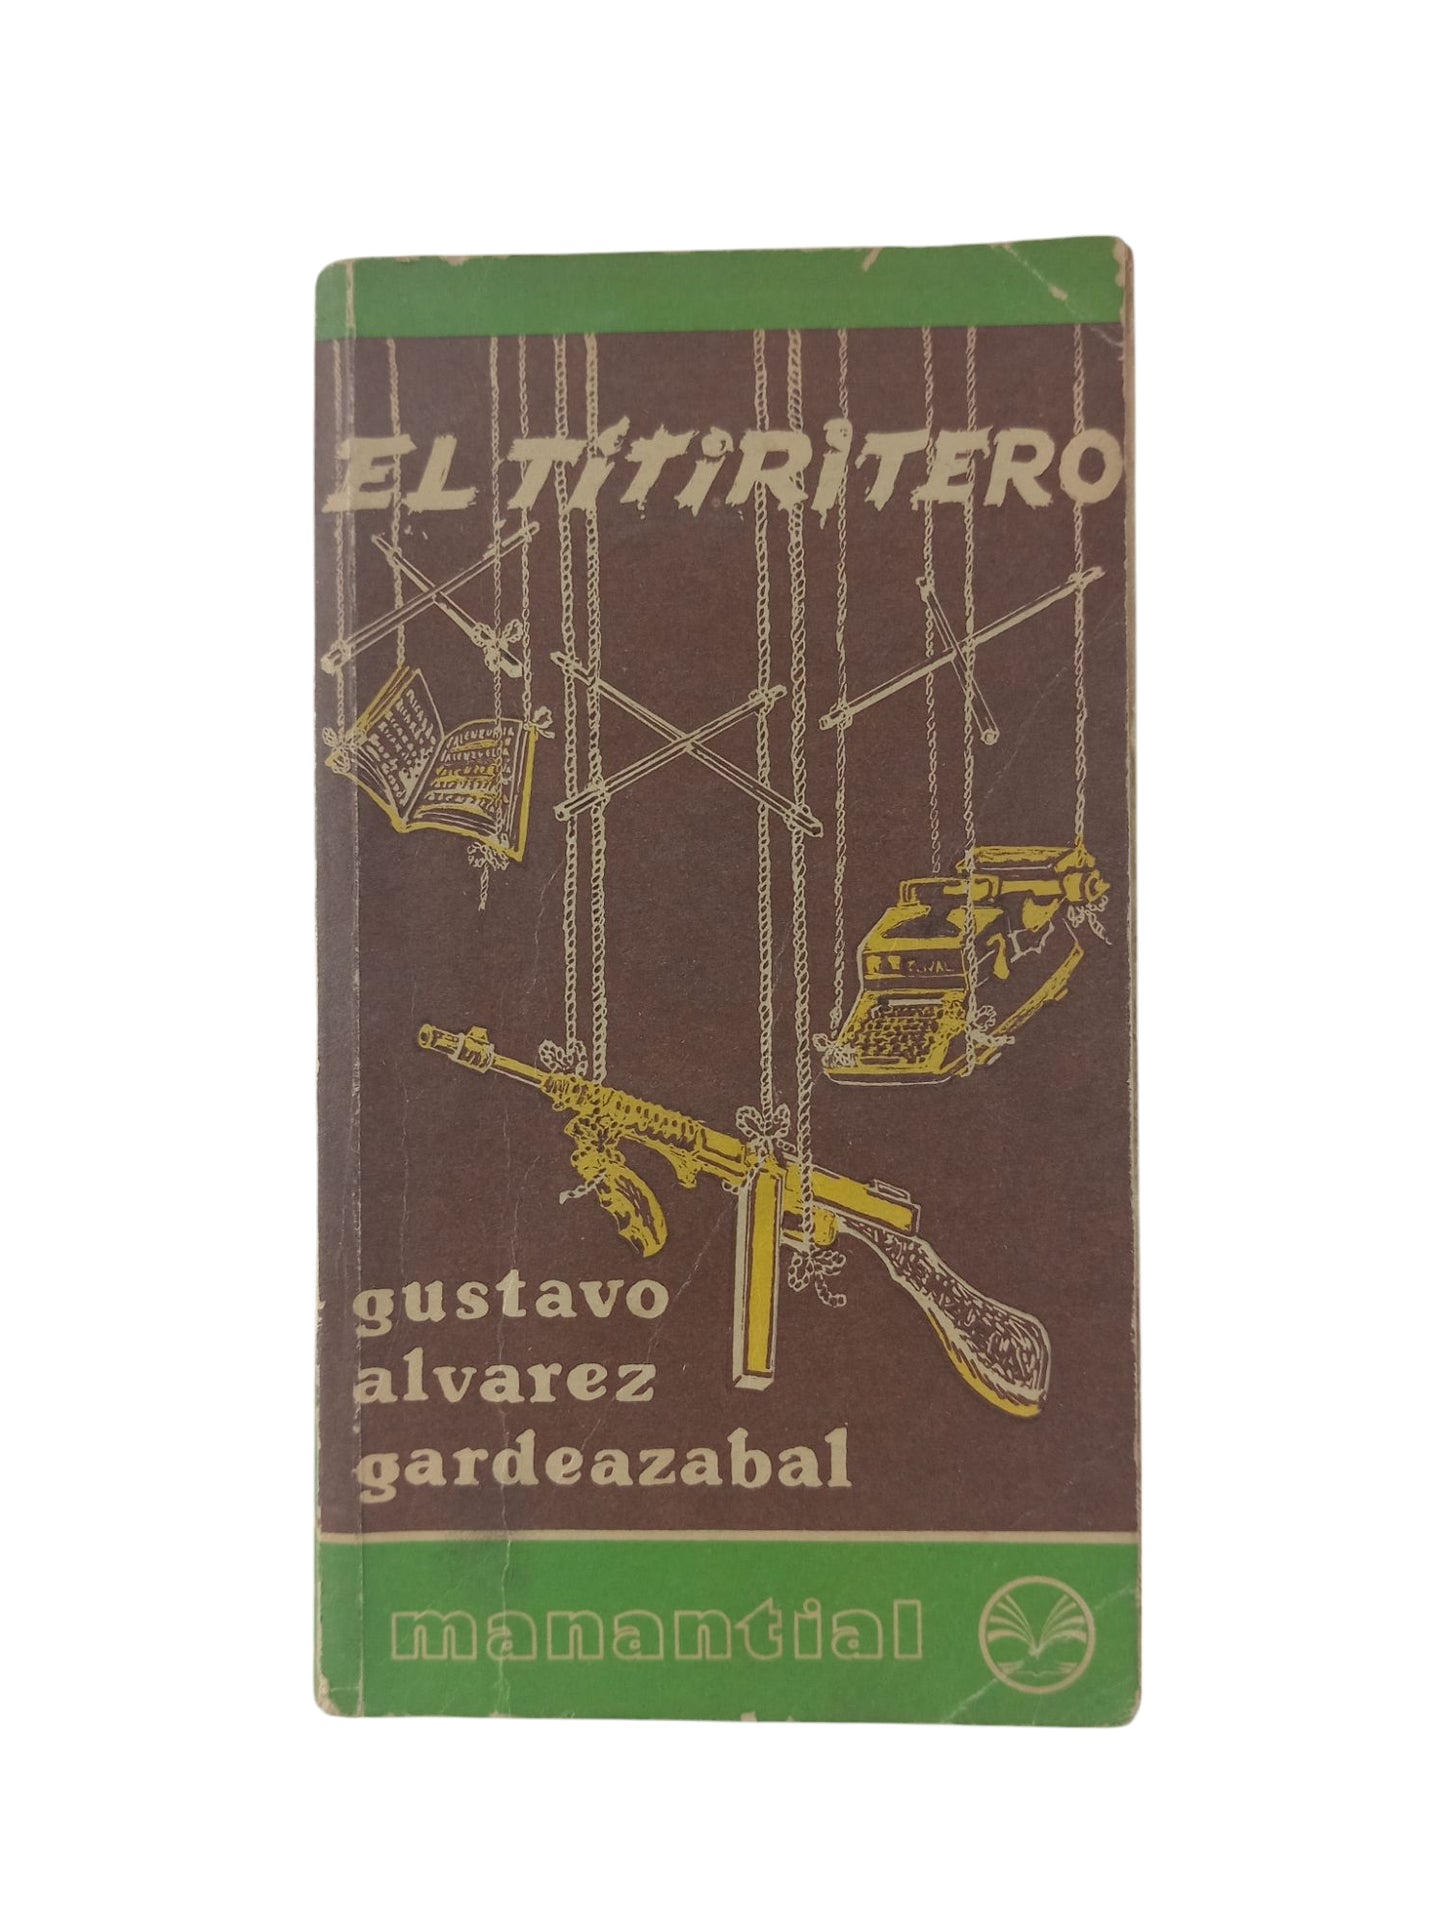 EL TITIRITERO
gustavo
alvarez
gardeazabal
manantial